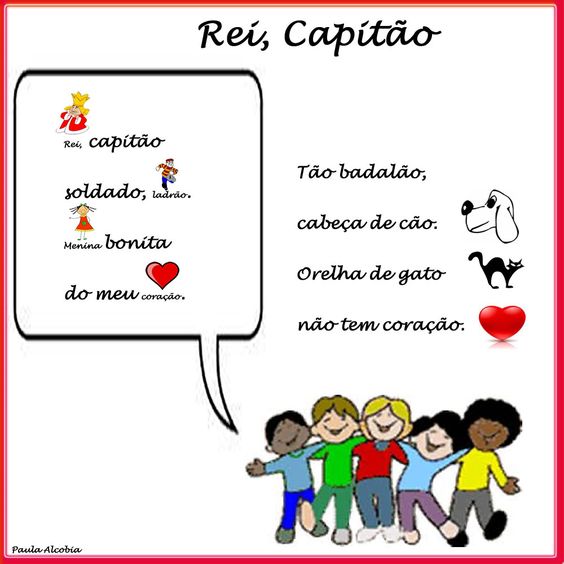 Rei, Capitão
Rei, capitão
soldado, ladrão.
Menina bonita
do meu coração.
Tão badalão,
cabeça de cão.
Orelha de gato
não tem coração.
Paula Alcobia